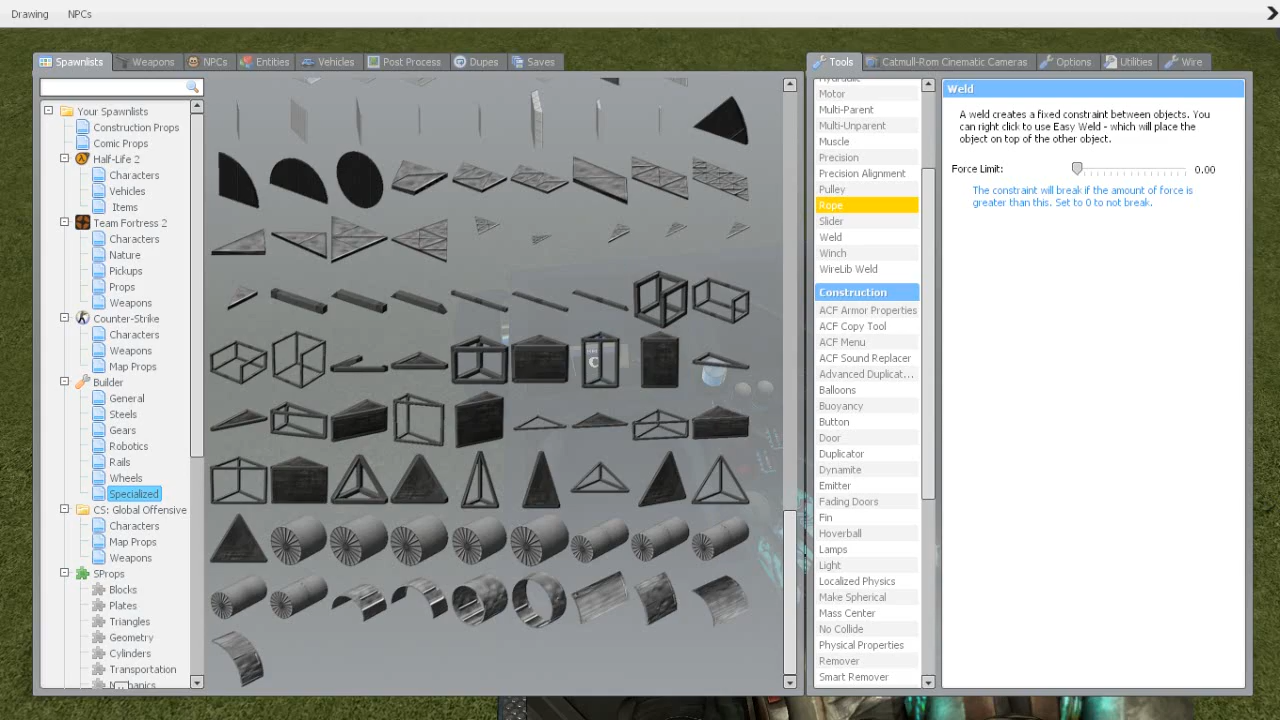 Drawing NPCs
Spawnlists Weapons NPCs Entities Vehicles Post Process Dupes Saves
Your Spawnlists
Construction Props
Comic Props
Half-Life 2
Characters
Vehicles
Items
Team Fortress 2
Characters
Nature
Pickups
Props
Weapons
Counter-Strike
Characters
Weapons
Map Props
Builder
General
Steels
Gears
Robotics
Rails
Wheels
Specialized
CS: Global Offensive
Characters
Map Props
Weapons
SProps
Blocks
Plates
Triangles
Geometry
Cylinders
Transportation
Tools Catmull-Rom Cinematic Cameras Options Utilities Wire
Hydraulic
Motor
Multi-Parent
Multi-Unparent
Muscle
Precision
Precision Alignment
Pulley
Rope
Slider
Weld
Winch
WireLib Weld
Construction
ACF Armor Properties
ACF Copy Tool
ACF Menu
ACF Sound Replacer
Advanced Duplicat...
Balloons
Buoyancy
Button
Door
Duplicator
Dynamite
Emitter
Fading Doors
Fin
Hoverball
Lamps
Light
Localized Physics
Make Spherical
Mass Center
No Collide
Physical Properties
Remover
Smart Remover
Weld
A weld creates a fixed constraint between objects. You
can right click to use Easy Weld - which will place the
object on top of the other object.
Force Limit: 0.00
The constraint will break if the amount of force is
greater than this. Set to 0 to not break.